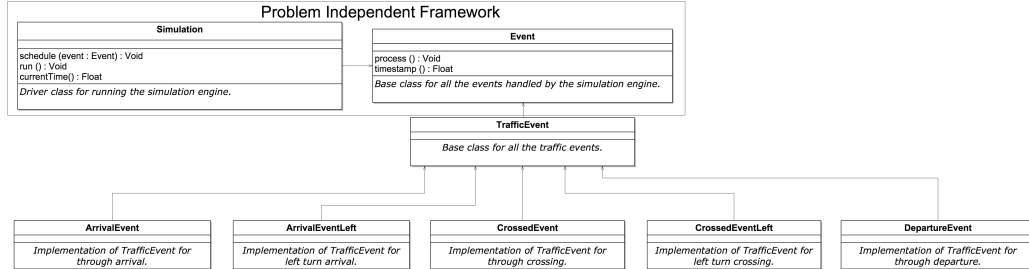 Problem Independent Framework
Simulation
schedule (event : Event) : Void
run () : Void
currentTime() : Float
Driver class for running the simulation engine.
Event
process () : Void
timestamp () : Float
Base class for all the events handled by the simulation engine.
TrafficEvent
Base class for all the traffic events.
ArrivalEvent
Implementation of TrafficEvent for
through arrival.
ArrivalEventLeft
Implementation of TrafficEvent for
left turn arrival.
CrossedEvent
Implementation of TrafficEvent for
through crossing.
CrossedEventLeft
Implementation of TrafficEvent for
left turn crossing.
DepartureEvent
Implementation of TrafficEvent for
through departure.